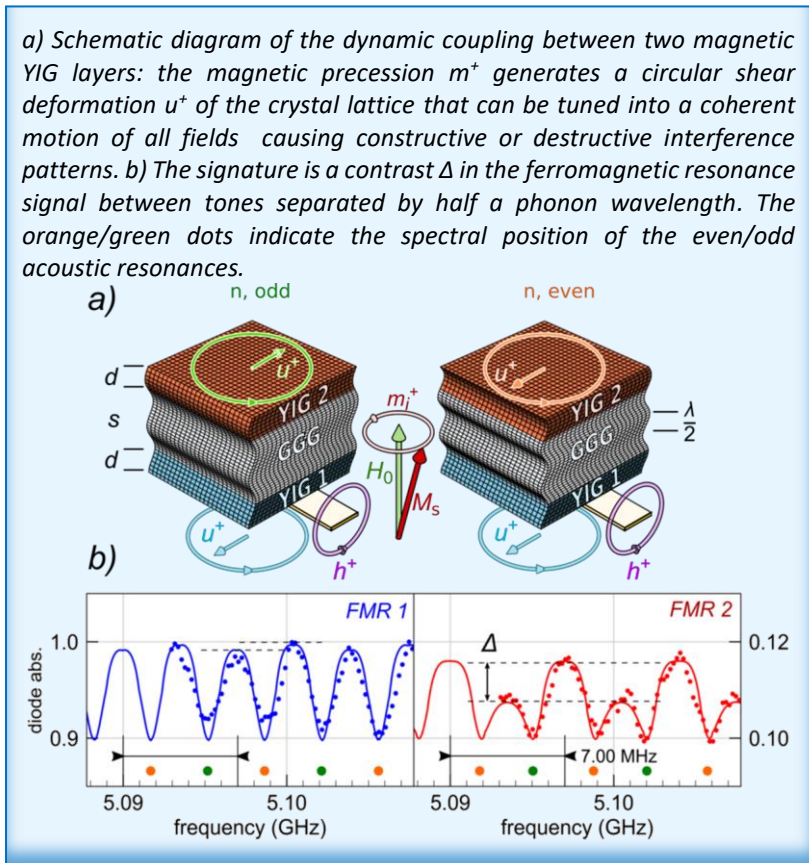 a) Schematic diagram of the dynamic coupling between two magnetic
YIG layers: the magnetic precession m⁺ generates a circular shear
deformation u⁺ of the crystal lattice that can be tuned into a coherent
motion of all fields causing constructive or destructive interference
patterns. b) The signature is a contrast Δ in the ferromagnetic resonance
signal between tones separated by half a phonon wavelength. The
orange/green dots indicate the spectral position of the even/odd
acoustic resonances.
a)
n, odd
n, even
d
s
d
u⁺
YIG 2
GGG
YIG 1
u⁺
h⁺
mᵢ⁺
H₀
Mₛ
u⁺
YIG 2
GGG
YIG 1
λ/2
u⁺
h⁺
b)
FMR 1
FMR 2
diode abs.
1.0
0.9
Δ
0.12
0.10
7.00 MHz
5.09
5.10
5.09
5.10
frequency (GHz)
frequency (GHz)